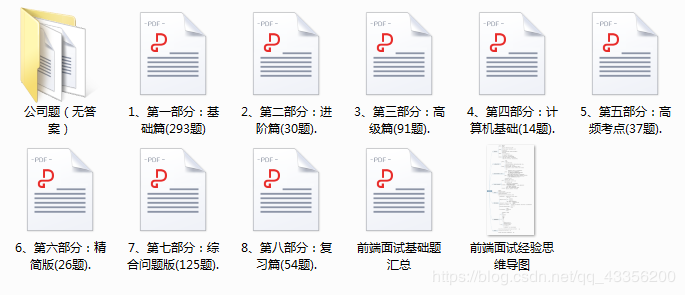 -PDF-
-PDF-
-PDF-
-PDF-
-PDF-
公司题（无答
案）
1、第一部分：基
础篇(293题)
2、第二部分：进
阶篇(30题).
3、第三部分：高
级篇(91题).
4、第四部分：计
算机基础(14题).
5、第五部分：高
频考点(37题).
-PDF-
-PDF-
-PDF-
-PDF-
6、第六部分：精
简版(26题).
7、第七部分：综
合问题版(125题).
8、第八部分：复
习篇(54题).
前端面试基础题
汇总
前端面试经验思
维导图
https://blog.csdn.net/qq_43356200